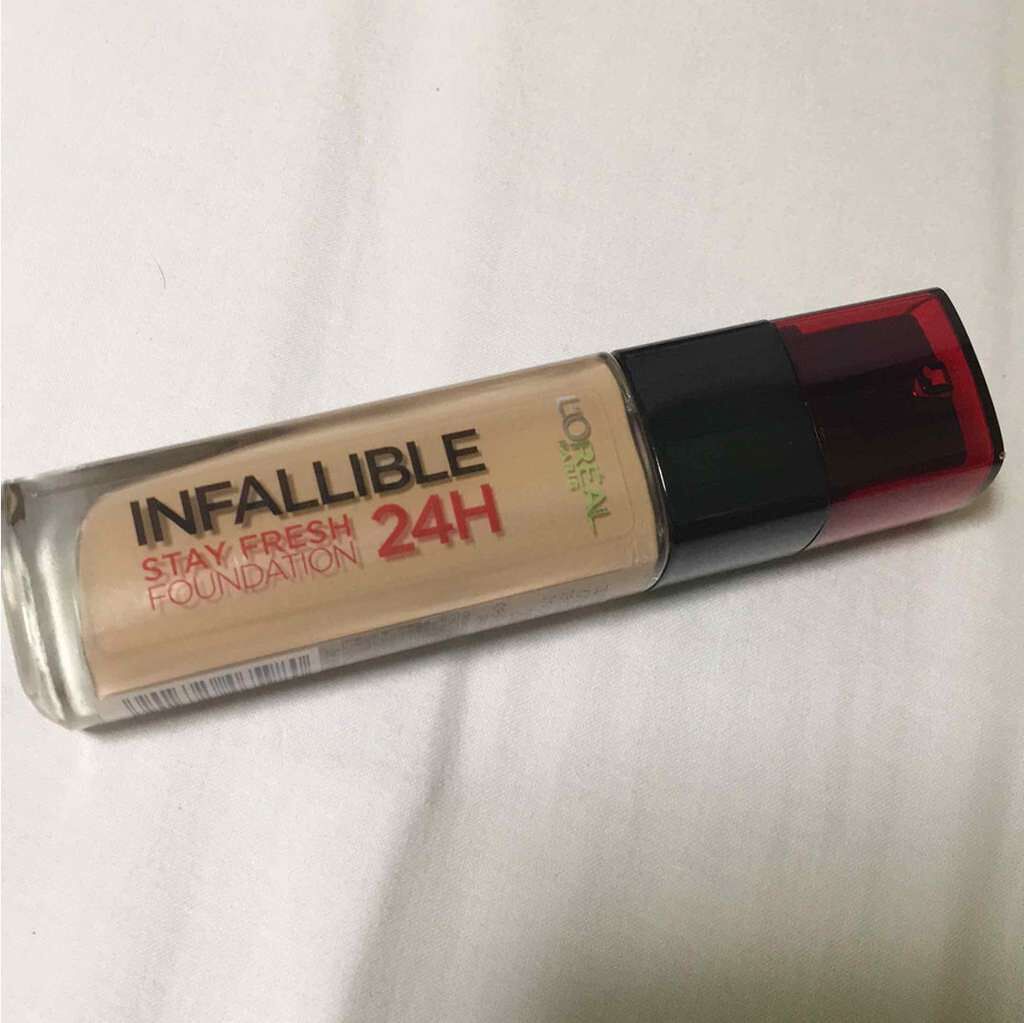 INFALLIBLE
STAY FRESH
FOUNDATION
24H
L'ORÉAL
PARIS